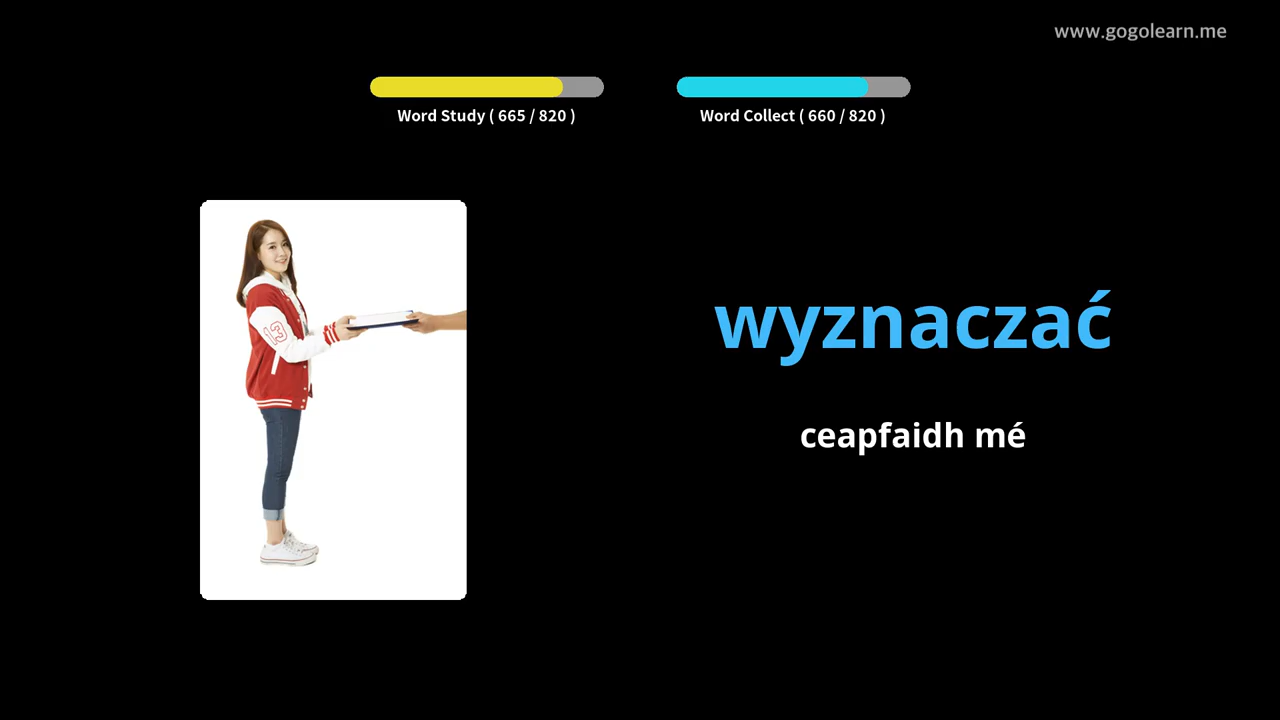 www.gogolearn.me
Word Study ( 665 / 820 )
Word Collect ( 660 / 820 )
13
wyznaczać
ceapfaidh mé